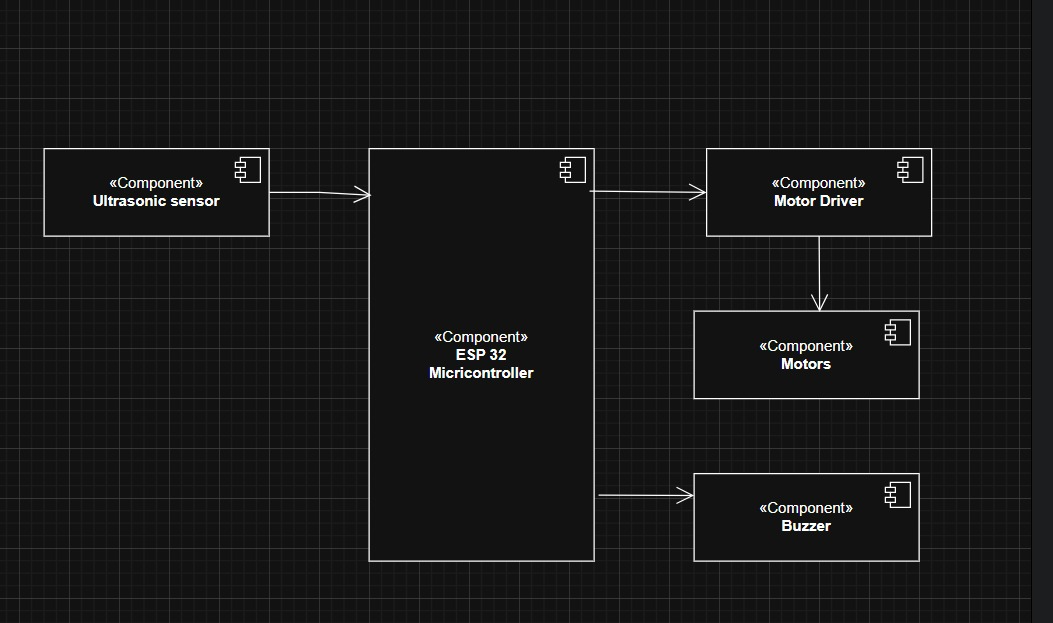 «Component»
Ultrasonic sensor
«Component»
ESP 32
Micricontroller
«Component»
Motor Driver
«Component»
Motors
«Component»
Buzzer